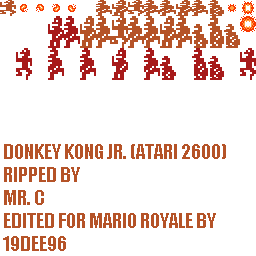 DONKEY KONG JR. (ATARI 2600)
RIPPED BY
MR. C
EDITED FOR MARIO ROYALE BY
19DEE96